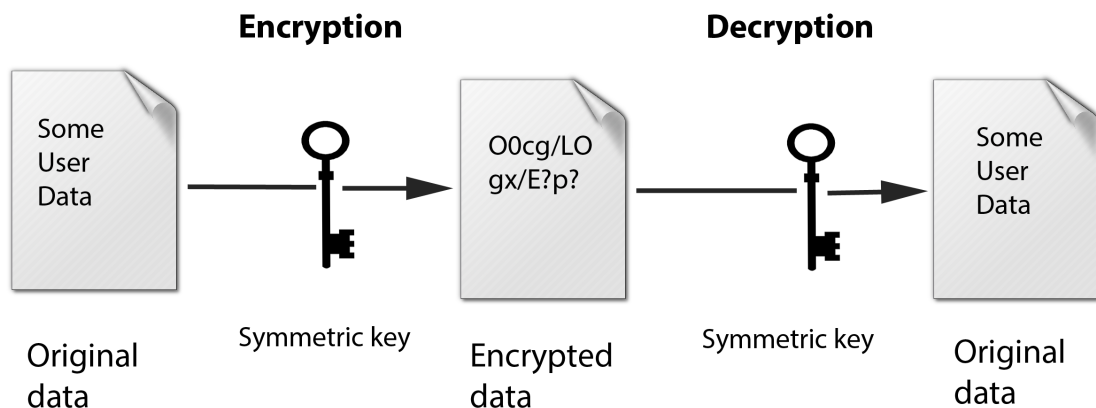 Encryption
Decryption
Some
User
Data
O0cg/LO
gx/E?p?
Some
User
Data
Symmetric key
Symmetric key
Original
data
Encrypted
data
Original
data